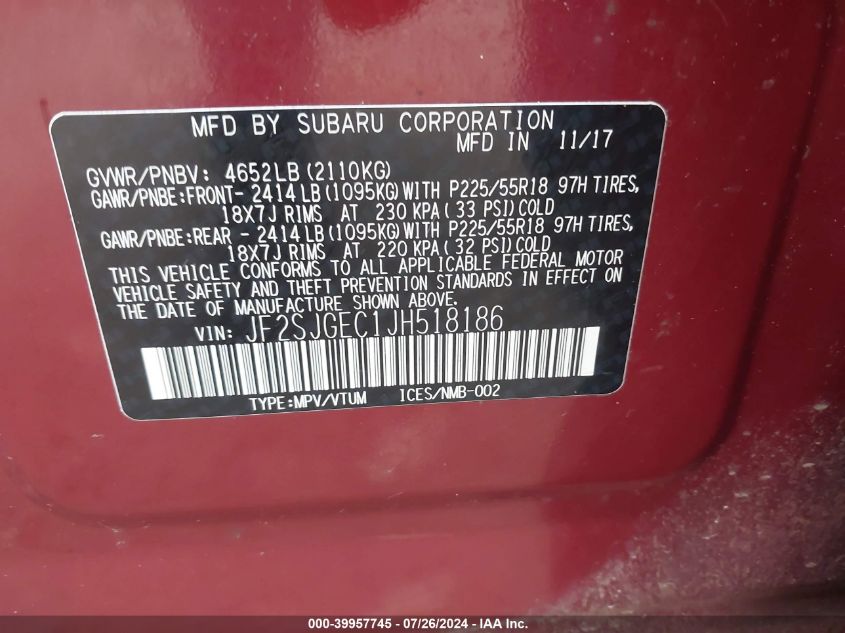 MFD BY SUBARU CORPORATION
MFD IN 11/17
GVWR/PNBV: 4652LB(2110KG)
GAWR/PNBE:FRONT- 2414LB(1095KG)WITH P225/55R18 97H TIRES,
18X7J RIMS AT 230 KPA( 33 PSI)COLD
GAWR/PNBE:REAR - 2414LB(1095KG)WITH P225/55R18 97H TIRES,
18X7J RIMS AT 220 KPA( 32 PSI)COLD
THIS VEHICLE CONFORMS TO ALL APPLICABLE FEDERAL MOTOR
VEHICLE SAFETY AND THEFT PREVENTION STANDARDS IN EFFECT ON
THE DATE OF MANUFACTURE SHOWN ABOVE.
VIN: JF2SJGEC1JH518186
TYPE:MPV/VTUM ICES/NMB-002
000-39957745 / 07/26/2024 - IAA Inc.